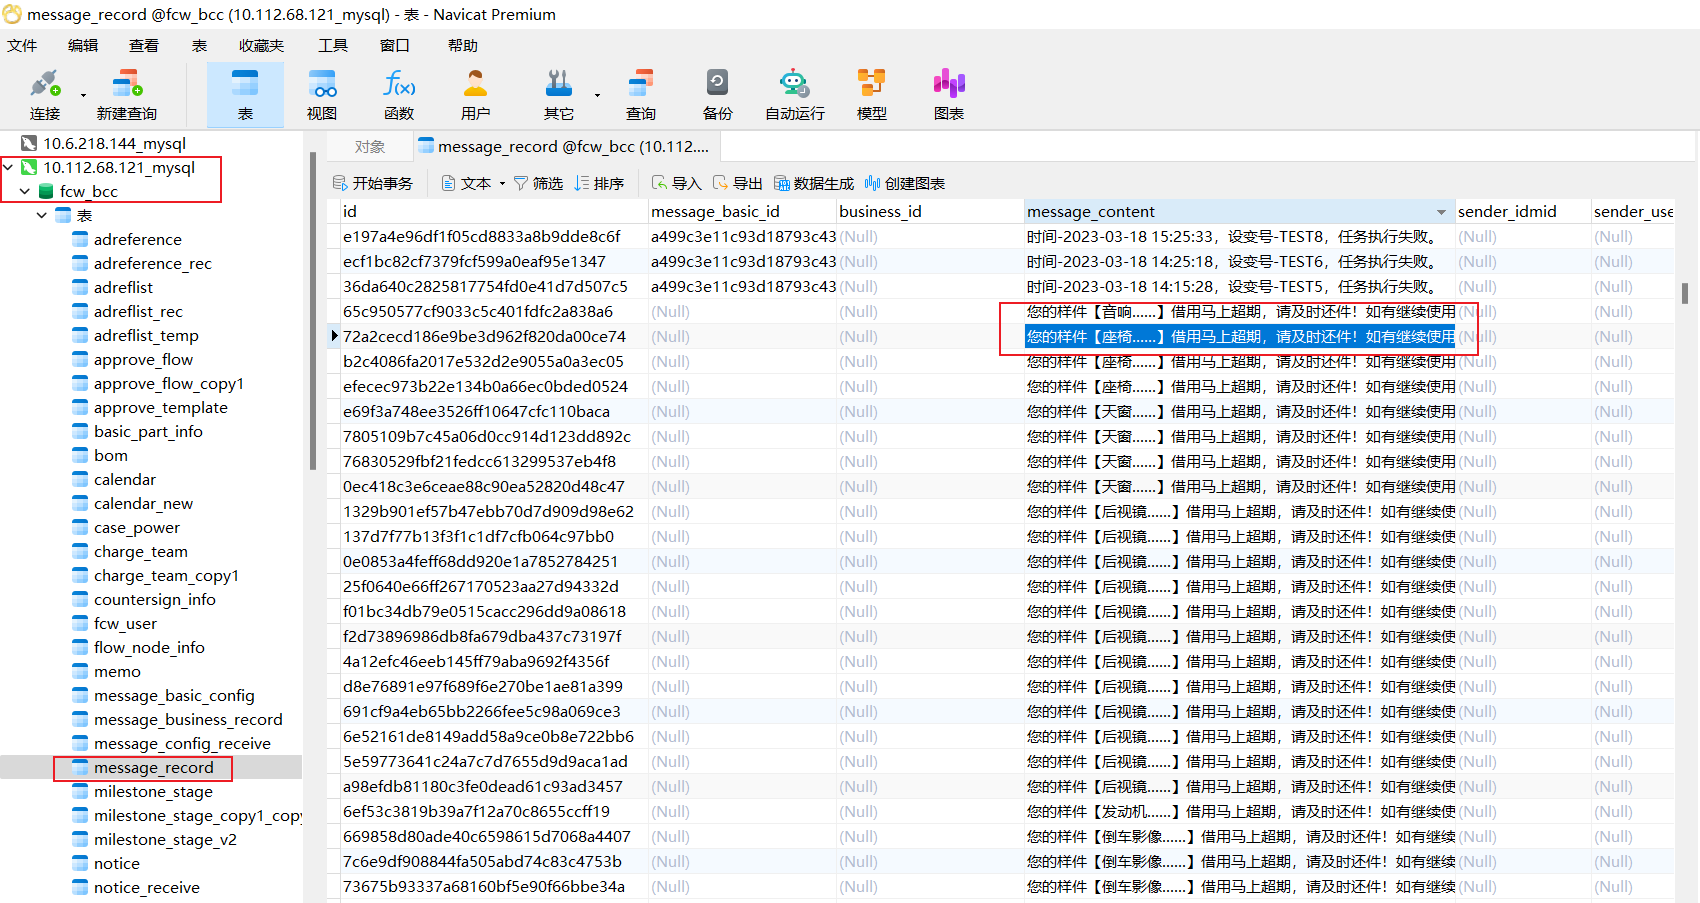 message_record @fcw_bcc (10.112.68.121_mysql) - 表 - Navicat Premium
文件 编辑 查看 表 收藏夹 工具 窗口 帮助
连接 新建查询 表 视图 函数 用户 其它 查询 备份 自动运行 模型 图表
10.6.218.144_mysql
10.112.68.121_mysql
fcw_bcc
表
adreference
adreference_rec
adreflist
adreflist_rec
adreflist_temp
approve_flow
approve_flow_copy1
approve_template
basic_part_info
bom
calendar
calendar_new
case_power
charge_team
charge_team_copy1
countersign_info
fcw_user
flow_node_info
memo
message_basic_config
message_business_record
message_config_receive
message_record
milestone_stage
milestone_stage_copy1_copy
milestone_stage_v2
notice
notice_receive
对象 message_record @fcw_bcc (10.112....
开始事务 文本 筛选 排序 导入 导出 数据生成 创建图表
id message_basic_id business_id message_content sender_idmid sender_use
e197a4e96df1f05cd8833a8b9dde8c6f a499c3e11c93d18793c43 (Null) 时间-2023-03-18 15:25:33，设变号-TEST8，任务执行失败。 (Null) (Null)
ecf1bc82cf7379fcf599a0eaf95e1347 a499c3e11c93d18793c43 (Null) 时间-2023-03-18 14:25:18，设变号-TEST6，任务执行失败。 (Null) (Null)
36da640c2825817754fd0e41d7d507c5 a499c3e11c93d18793c43 (Null) 时间-2023-03-18 14:15:28，设变号-TEST5，任务执行失败。 (Null) (Null)
65c950577cf9033c5c401fdfc2a838a6 (Null) (Null) 您的样件【音响......】借用马上超期，请及时还件！如有继续使用 (Null) (Null)
72a2cecd186e9be3d962f820da00ce74 (Null) (Null) 您的样件【座椅......】借用马上超期，请及时还件！如有继续使用 (Null) (Null)
b2c4086fa2017e532d2e9055a0a3ec05 (Null) (Null) 您的样件【座椅......】借用马上超期，请及时还件！如有继续使用 (Null) (Null)
efecec973b22e134b0a66ec0bded0524 (Null) (Null) 您的样件【座椅......】借用马上超期，请及时还件！如有继续使用 (Null) (Null)
e69f3a748ee3526ff10647cfc110baca (Null) (Null) 您的样件【天窗......】借用马上超期，请及时还件！如有继续使用 (Null) (Null)
7805109b7c45a06d0cc914d123dd892c (Null) (Null) 您的样件【天窗......】借用马上超期，请及时还件！如有继续使用 (Null) (Null)
76830529fbf21fedcc613299537eb4f8 (Null) (Null) 您的样件【天窗......】借用马上超期，请及时还件！如有继续使用 (Null) (Null)
0ec418c3e6ceae88c90ea52820d48c47 (Null) (Null) 您的样件【天窗......】借用马上超期，请及时还件！如有继续使用 (Null) (Null)
1329b901ef57b47ebb70d7d909d98e62 (Null) (Null) 您的样件【后视镜......】借用马上超期，请及时还件！如有继续使 (Null) (Null)
137d7f77b13f3f1c1df7cfb064c97bb0 (Null) (Null) 您的样件【后视镜......】借用马上超期，请及时还件！如有继续使 (Null) (Null)
0e0853a4feff68dd920e1a7852784251 (Null) (Null) 您的样件【后视镜......】借用马上超期，请及时还件！如有继续使 (Null) (Null)
25f0640e66ff267170523aa27d94332d (Null) (Null) 您的样件【后视镜......】借用马上超期，请及时还件！如有继续使 (Null) (Null)
f01bc34db79e0515cacc296dd9a08618 (Null) (Null) 您的样件【后视镜......】借用马上超期，请及时还件！如有继续使 (Null) (Null)
f2d73896986db8fa679dba437c73197f (Null) (Null) 您的样件【后视镜......】借用马上超期，请及时还件！如有继续使 (Null) (Null)
4a12efc46eeb145ff79aba9692f4356f (Null) (Null) 您的样件【后视镜......】借用马上超期，请及时还件！如有继续使 (Null) (Null)
d8e76891e97f689f6e270be1ae81a399 (Null) (Null) 您的样件【后视镜......】借用马上超期，请及时还件！如有继续使 (Null) (Null)
691cf9a4eb65bb2266fee5c98a069ce3 (Null) (Null) 您的样件【后视镜......】借用马上超期，请及时还件！如有继续使 (Null) (Null)
6e52161de8149add58a9ce0b8e722bb6 (Null) (Null) 您的样件【后视镜......】借用马上超期，请及时还件！如有继续使 (Null) (Null)
5e59773641c24a7c7d7655d9d9aca1ad (Null) (Null) 您的样件【后视镜......】借用马上超期，请及时还件！如有继续使 (Null) (Null)
a98efdb81180c3fe0dead61c93ad3457 (Null) (Null) 您的样件【后视镜......】借用马上超期，请及时还件！如有继续使 (Null) (Null)
6ef53c3819b39a7f12a70c8655ccff19 (Null) (Null) 您的样件【发动机......】借用马上超期，请及时还件！如有继续使 (Null) (Null)
669858d80ade40c6598615d7068a4407 (Null) (Null) 您的样件【倒车影像......】借用马上超期，请及时还件！如有继续 (Null) (Null)
7c6e9df908844fa505abd74c83c4753b (Null) (Null) 您的样件【倒车影像......】借用马上超期，请及时还件！如有继续 (Null) (Null)
73675b93337a68160bf5e90f66bbe34a (Null) (Null) 您的样件【倒车影像......】借用马上超期，请及时还件！如有继续 (Null) (Null)